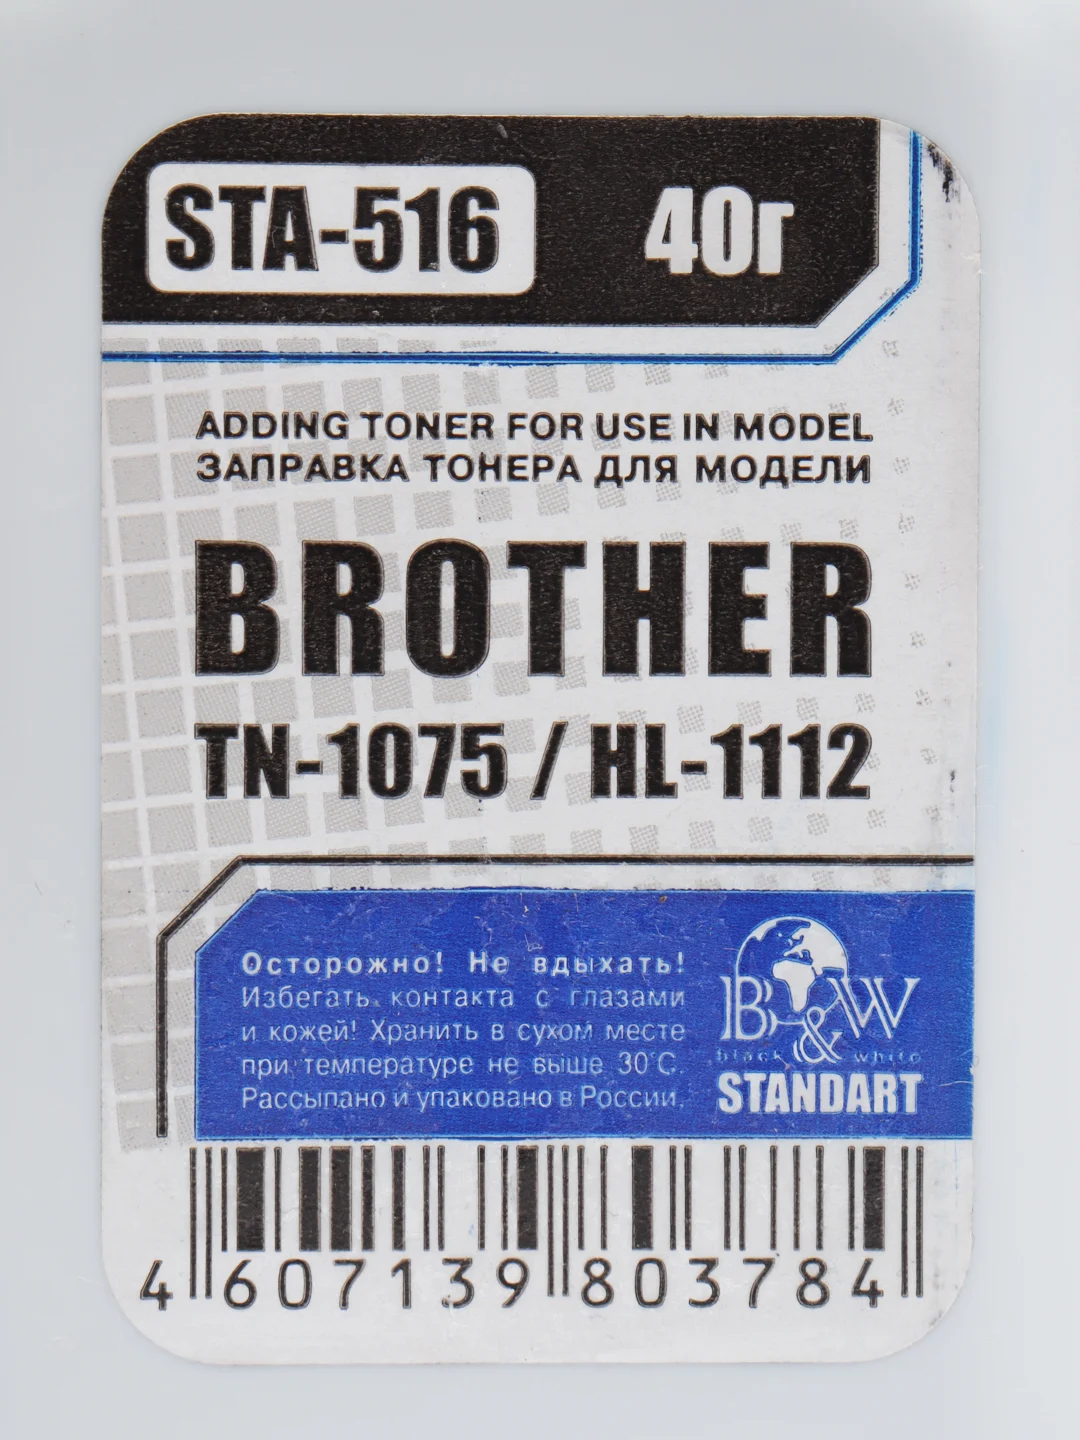 STA-516 40г
ADDING TONER FOR USE IN MODEL
ЗАПРАВКА ТОНЕРА ДЛЯ МОДЕЛИ
BROTHER
TN-1075 / HL-1112
Осторожно! Не вдыхать!
Избегать контакта с глазами
и кожей! Хранить в сухом месте
при температуре не выше 30°С.
Рассыпано и упаковано в России.
B&W
black & white
STANDART
4 607139 803784